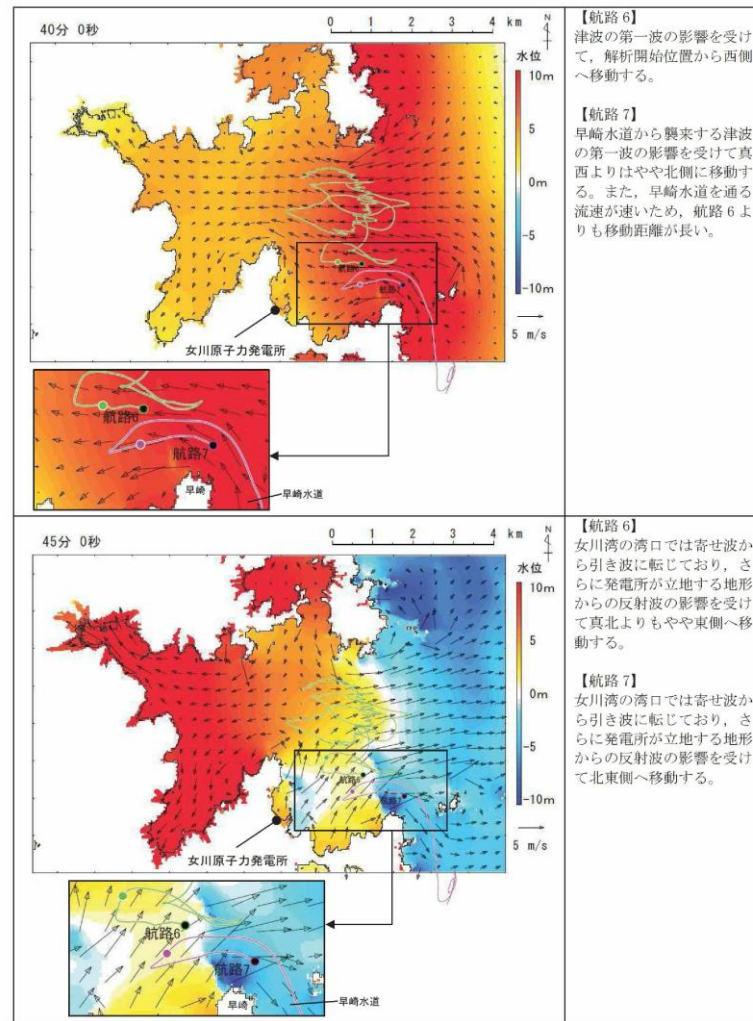 40分 0秒
0 1 2 3 4 km
N
水位
10m
5
0m
-5
-10m
5 m/s
航路6
航路7
女川原子力発電所
航路6
航路7
早崎
早崎水道
【航路 6】
津波の第一波の影響を受け
て，解析開始位置から西側
へ移動する。
【航路 7】
早崎水道から襲来する津波
の第一波の影響を受けて真
西よりはやや北側に移動す
る。また，早崎水道を通る
流速が速いため，航路 6 よ
りも移動距離が長い。
45分 0秒
0 1 2 3 4 km
N
水位
10m
5
0m
-5
-10m
5 m/s
航路6
航路7
女川原子力発電所
航路6
航路7
早崎
早崎水道
【航路 6】
女川湾の湾口では寄せ波か
ら引き波に転じており，さ
らに発電所が立地する地形
からの反射波の影響を受け
て真北よりもやや東側へ移
動する。
【航路 7】
女川湾の湾口では寄せ波か
ら引き波に転じており，さ
らに発電所が立地する地形
からの反射波の影響を受け
て北東側へ移動する。